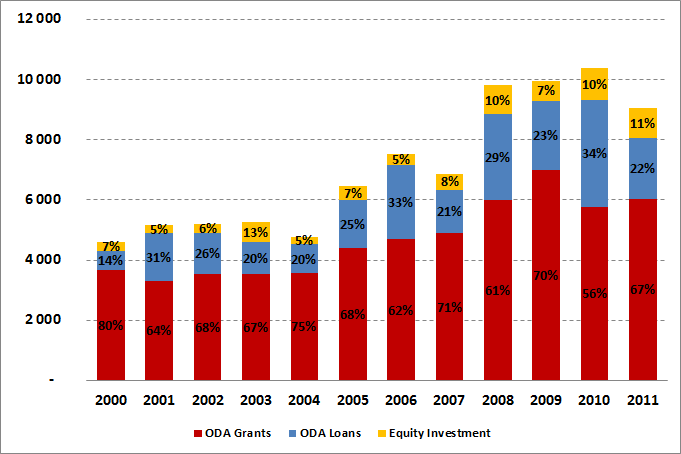 12 000
10 000
8 000
6 000
4 000
2 000
-
7% 5% 6% 13% 5% 7% 5% 8% 10% 7% 10% 11%
14% 31% 26% 20% 20% 25% 33% 21% 29% 23% 34% 22%
80% 64% 68% 67% 75% 68% 62% 71% 61% 70% 56% 67%
2000 2001 2002 2003 2004 2005 2006 2007 2008 2009 2010 2011
ODA Grants ODA Loans Equity Investment